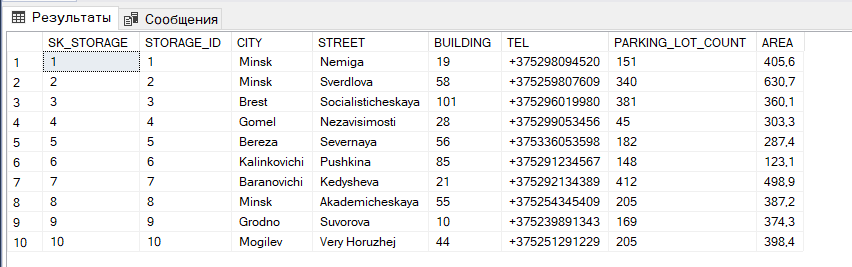 Результаты Сообщения
SK_STORAGE STORAGE_ID CITY STREET BUILDING TEL PARKING_LOT_COUNT AREA
1 1 1 Minsk Nemiga 19 +375298094520 151 405,6
2 2 2 Minsk Sverdlova 58 +375259807609 340 630,7
3 3 3 Brest Socialisticheskaya 101 +375296019980 381 360,1
4 4 4 Gomel Nezavisimosti 28 +375299053456 45 303,3
5 5 5 Bereza Severnaya 56 +375336053598 182 287,4
6 6 6 Kalinkovichi Pushkina 85 +375291234567 148 123,1
7 7 7 Baranovichi Kedysheva 21 +375292134389 412 498,9
8 8 8 Minsk Akademicheskaya 55 +375254345409 205 387,2
9 9 9 Grodno Suvorova 10 +375239891343 169 374,3
10 10 10 Mogilev Very Horuzhej 44 +375251291229 205 398,4